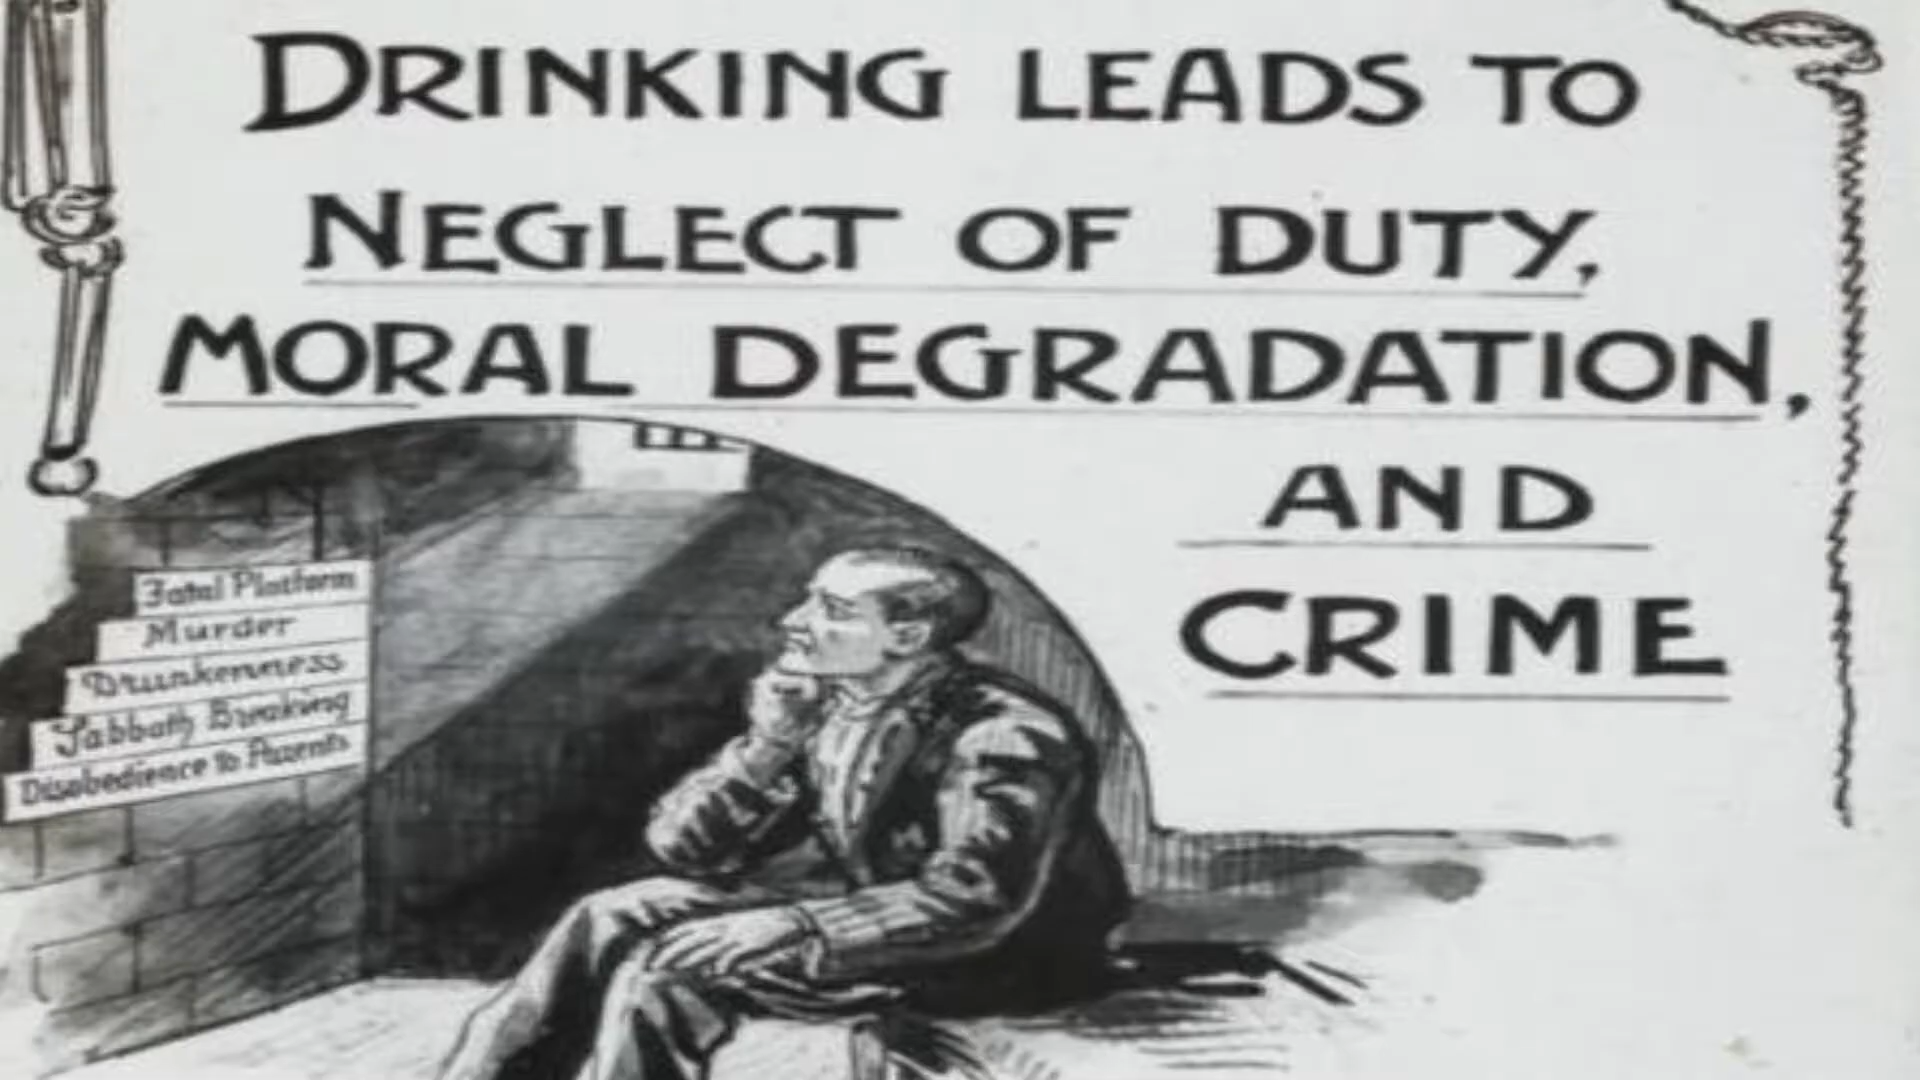 DRINKING LEADS TO
NEGLECT OF DUTY,
MORAL DEGRADATION,
AND
CRIME
Fatal Platform
Murder
Drunkenness
Sabbath Breaking
Disobedience to Parents